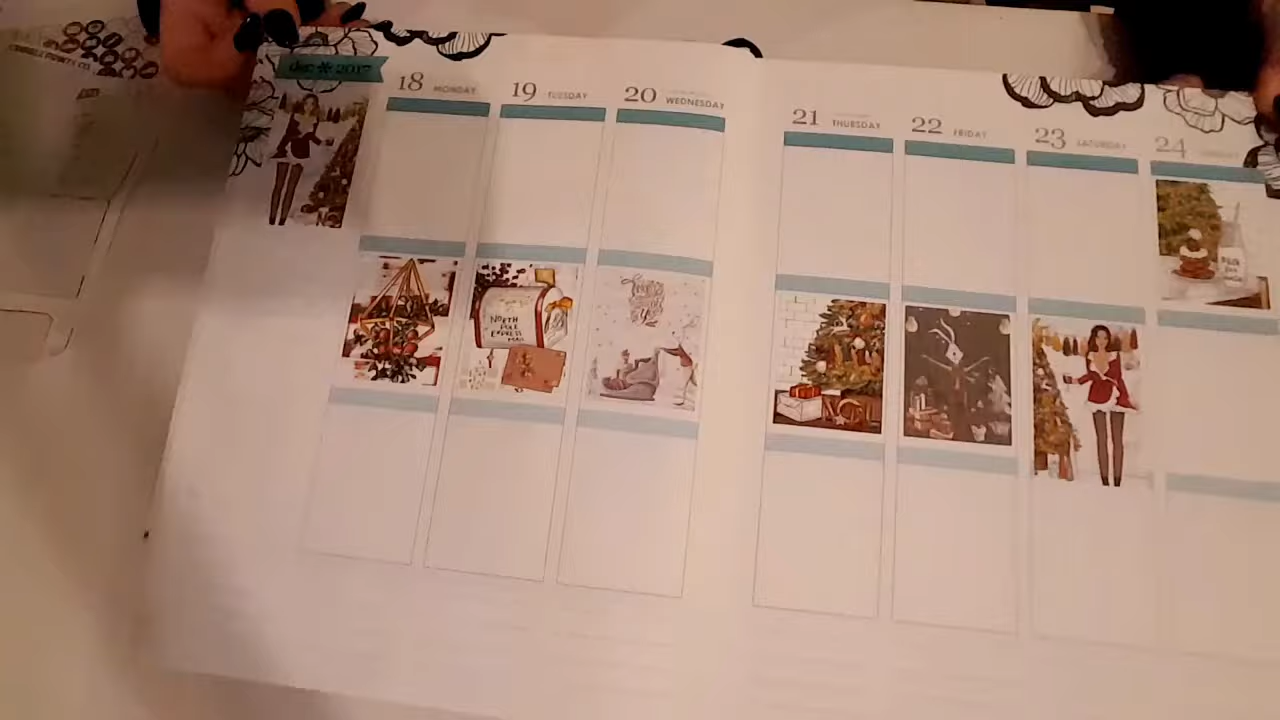 dec * 2017
18 MONDAY
19 TUESDAY
20 WEDNESDAY
21 THURSDAY
22 FRIDAY
23 SATURDAY
24
NORTH
POLE
EXPRESS
MAIL